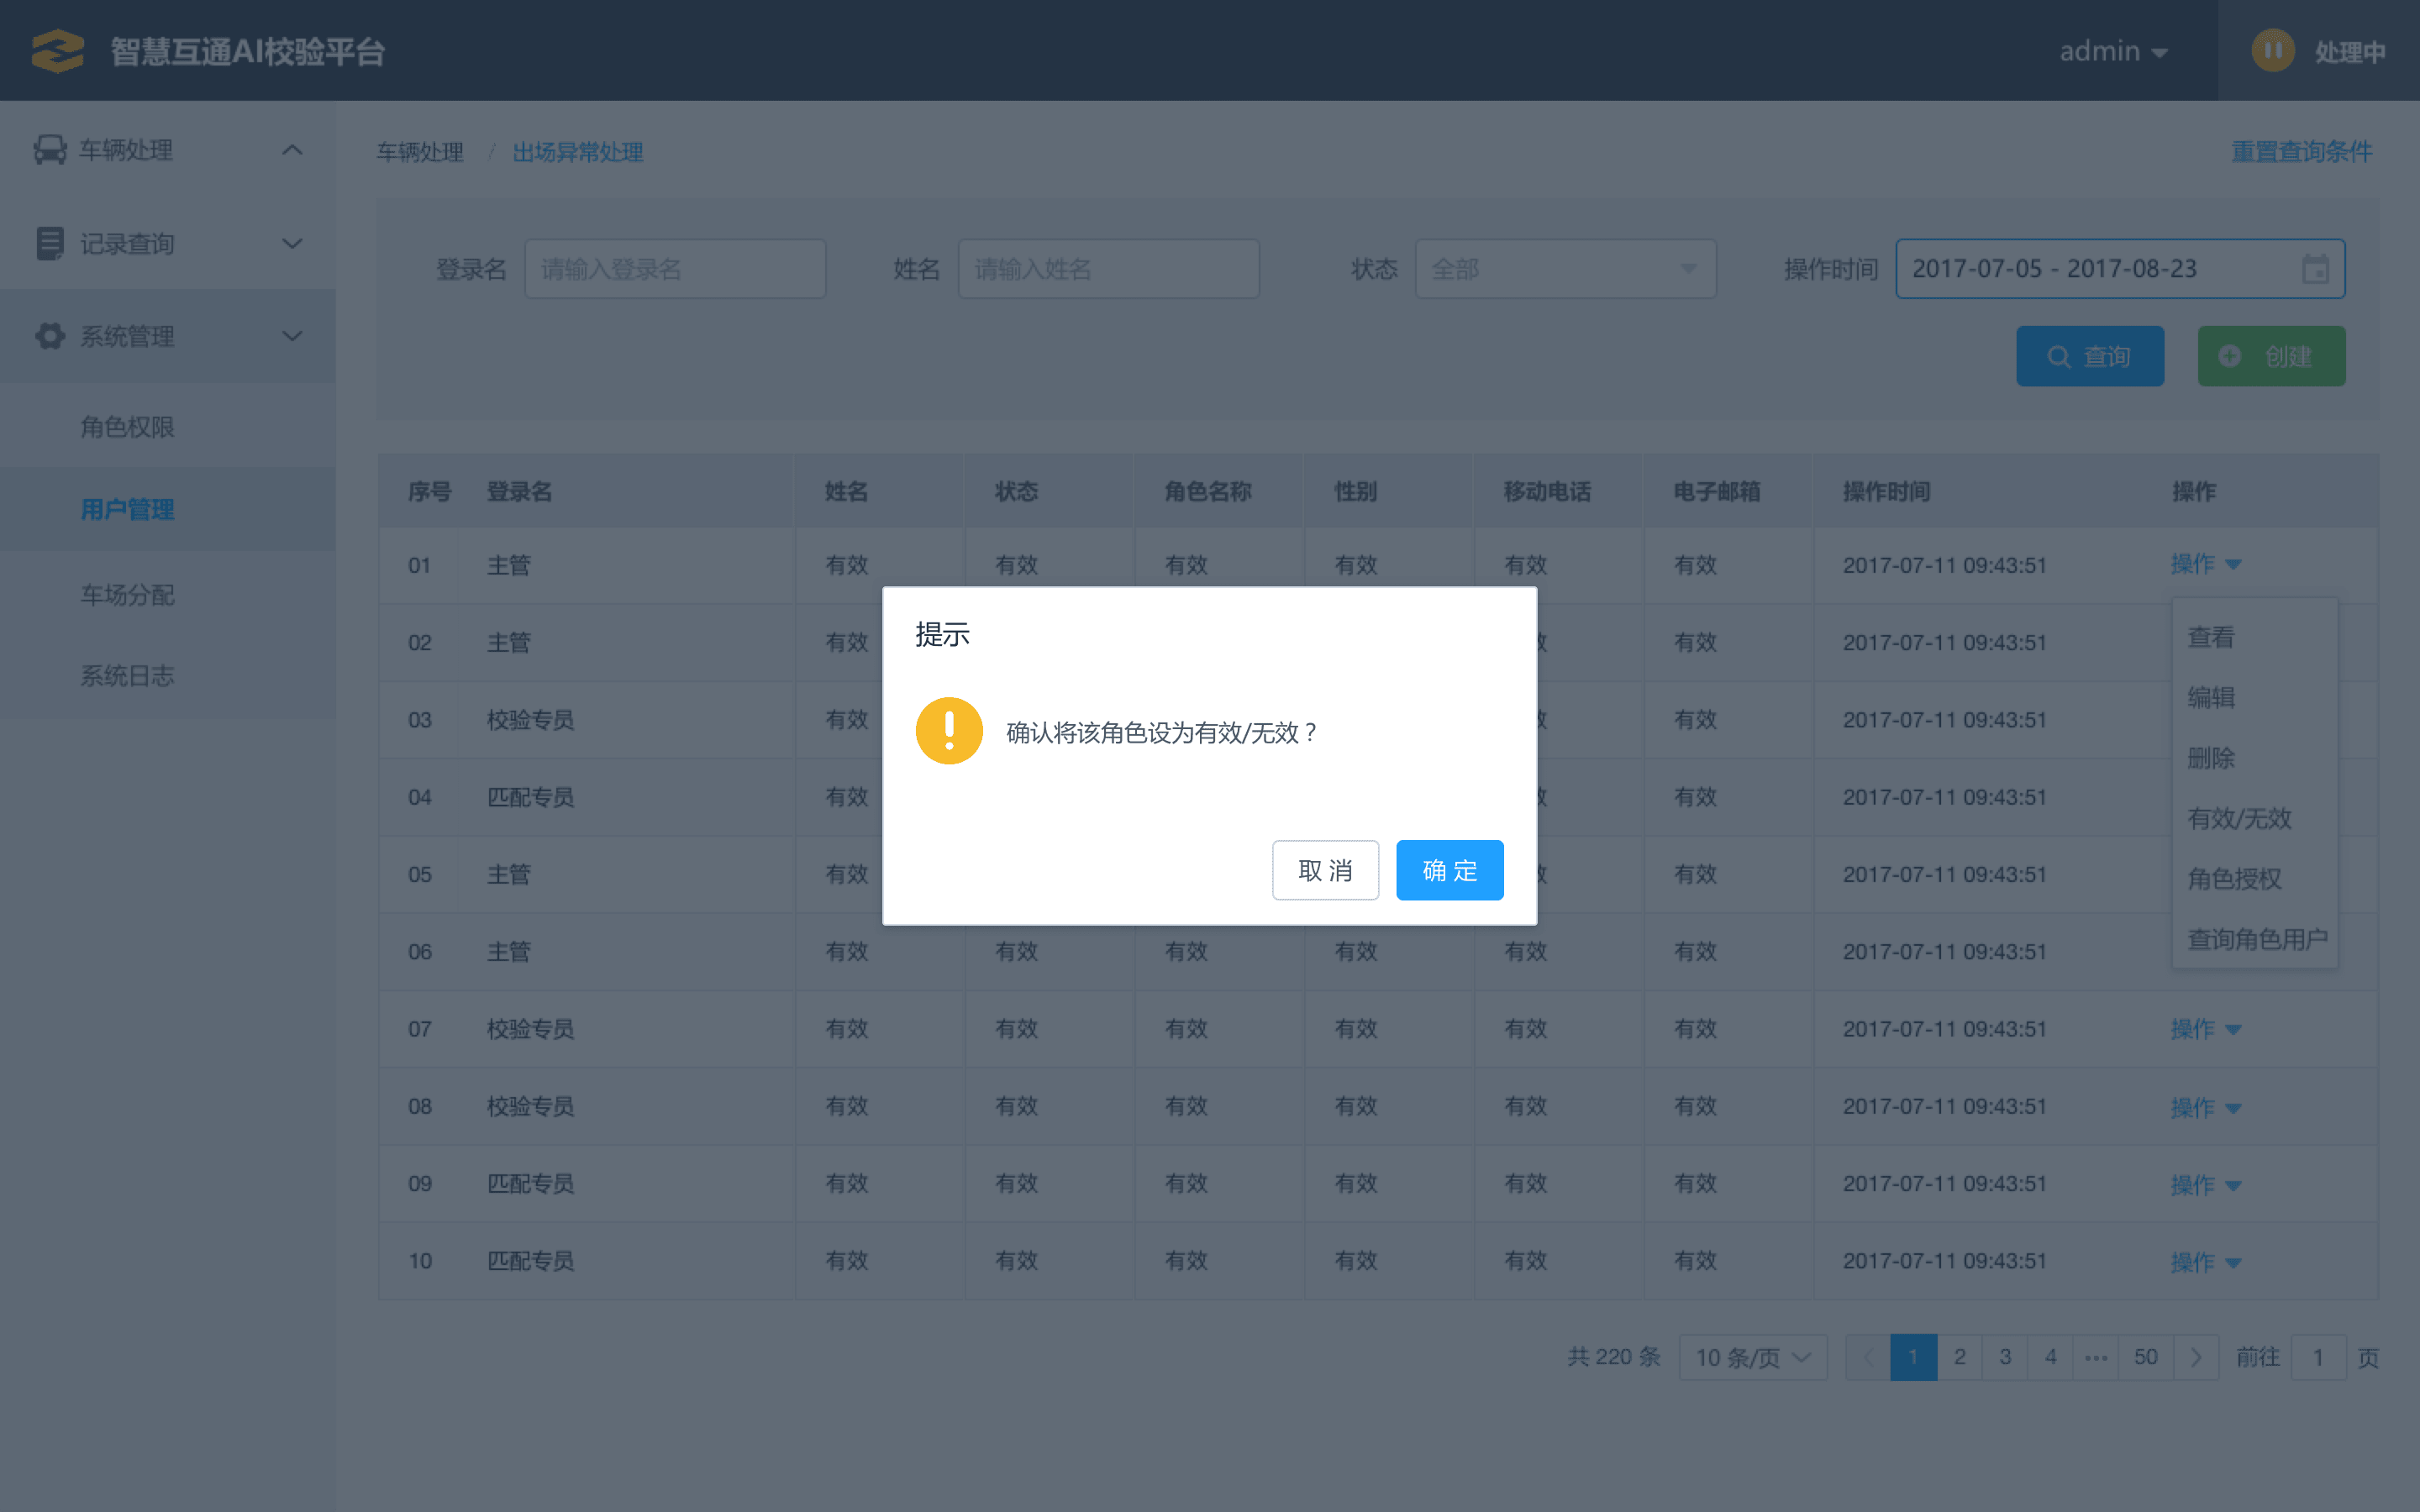 智慧互通AI校验平台
admin
处理中
车辆处理
记录查询
系统管理
角色权限
用户管理
车场分配
系统日志
车辆处理 / 出场异常处理
重置查询条件
登录名 请输入登录名 姓名 请输入姓名 状态 全部 操作时间 2017-07-05 - 2017-08-23
查询 创建
序号 登录名 姓名 状态 角色名称 性别 移动电话 电子邮箱 操作时间 操作
01 主管 有效 有效 有效 有效 有效 有效 2017-07-11 09:43:51 操作
02 主管 有效 有效 2017-07-11 09:43:51
03 校验专员 有效 有效 2017-07-11 09:43:51
04 匹配专员 有效 有效 2017-07-11 09:43:51
05 主管 有效 有效 2017-07-11 09:43:51
06 主管 有效 有效 有效 有效 有效 有效 2017-07-11 09:43:51
07 校验专员 有效 有效 有效 有效 有效 有效 2017-07-11 09:43:51 操作
08 校验专员 有效 有效 有效 有效 有效 有效 2017-07-11 09:43:51 操作
09 匹配专员 有效 有效 有效 有效 有效 有效 2017-07-11 09:43:51 操作
10 匹配专员 有效 有效 有效 有效 有效 有效 2017-07-11 09:43:51 操作
查看
编辑
删除
有效/无效
角色授权
查询角色用户
提示
确认将该角色设为有效/无效？
取 消 确 定
共 220 条 10 条/页 1 2 3 4 ••• 50 前往 1 页